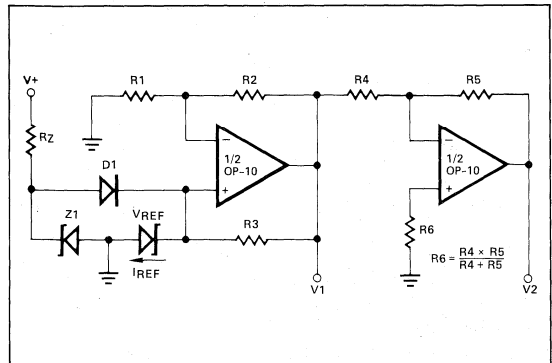 V+
R1
R2
R4
R5
RZ
D1
−
1/2
OP-10
+
−
1/2
OP-10
+
Z1
VREF
IREF
R3
R6
R6 = R4 × R5
R4 + R5
V1
V2